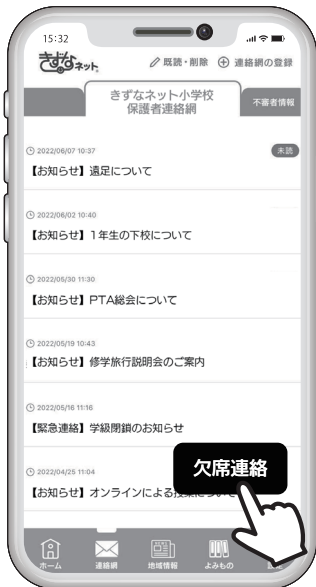 15:32
きずなネット
既読・削除
連絡網の登録
きずなネット小学校
保護者連絡網
不審者情報
2022/06/07 10:37
未読
【お知らせ】遠足について
2022/06/02 10:40
【お知らせ】1年生の下校について
2022/05/30 11:30
【お知らせ】PTA総会について
2022/05/19 10:43
【お知らせ】修学旅行説明会のご案内
2022/05/16 11:16
【緊急連絡】学級閉鎖のお知らせ
2022/04/25 11:04
【お知らせ】オンラインによる授業について
欠席連絡
NEWS
ホーム
連絡網
地域情報
よみもの